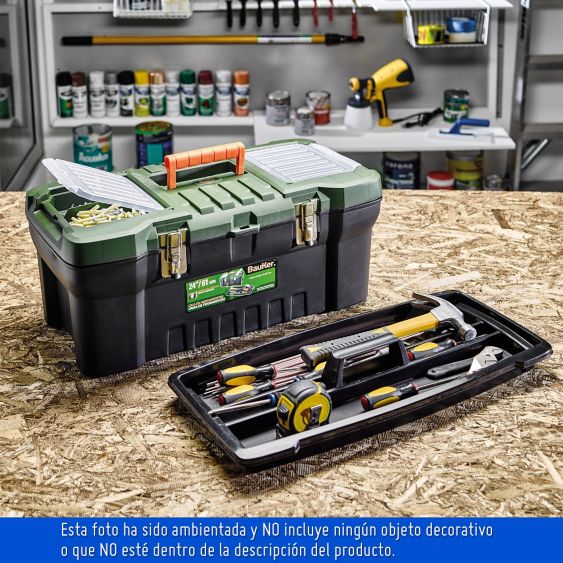 BauKer.
24"/61 cm
Esta foto ha sido ambientada y NO incluye ningún objeto decorativo
o que NO esté dentro de la descripción del producto.